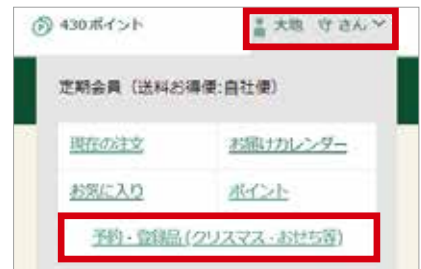 430ポイント 大地 守 さん
定期会員（送料お得便:自社便）
現在の注文 お届けカレンダー
お気に入り ポイント
予約・登録品 (クリスマス・おせち等)